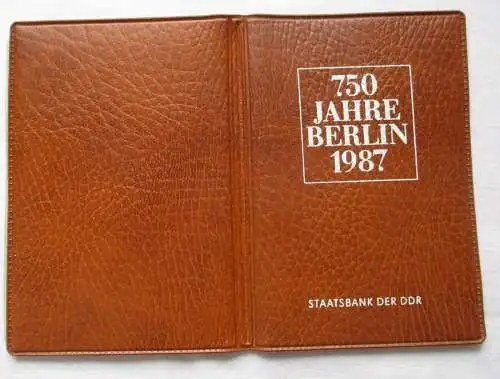 750
JAHRE
BERLIN
1987
STAATSBANK DER DDR